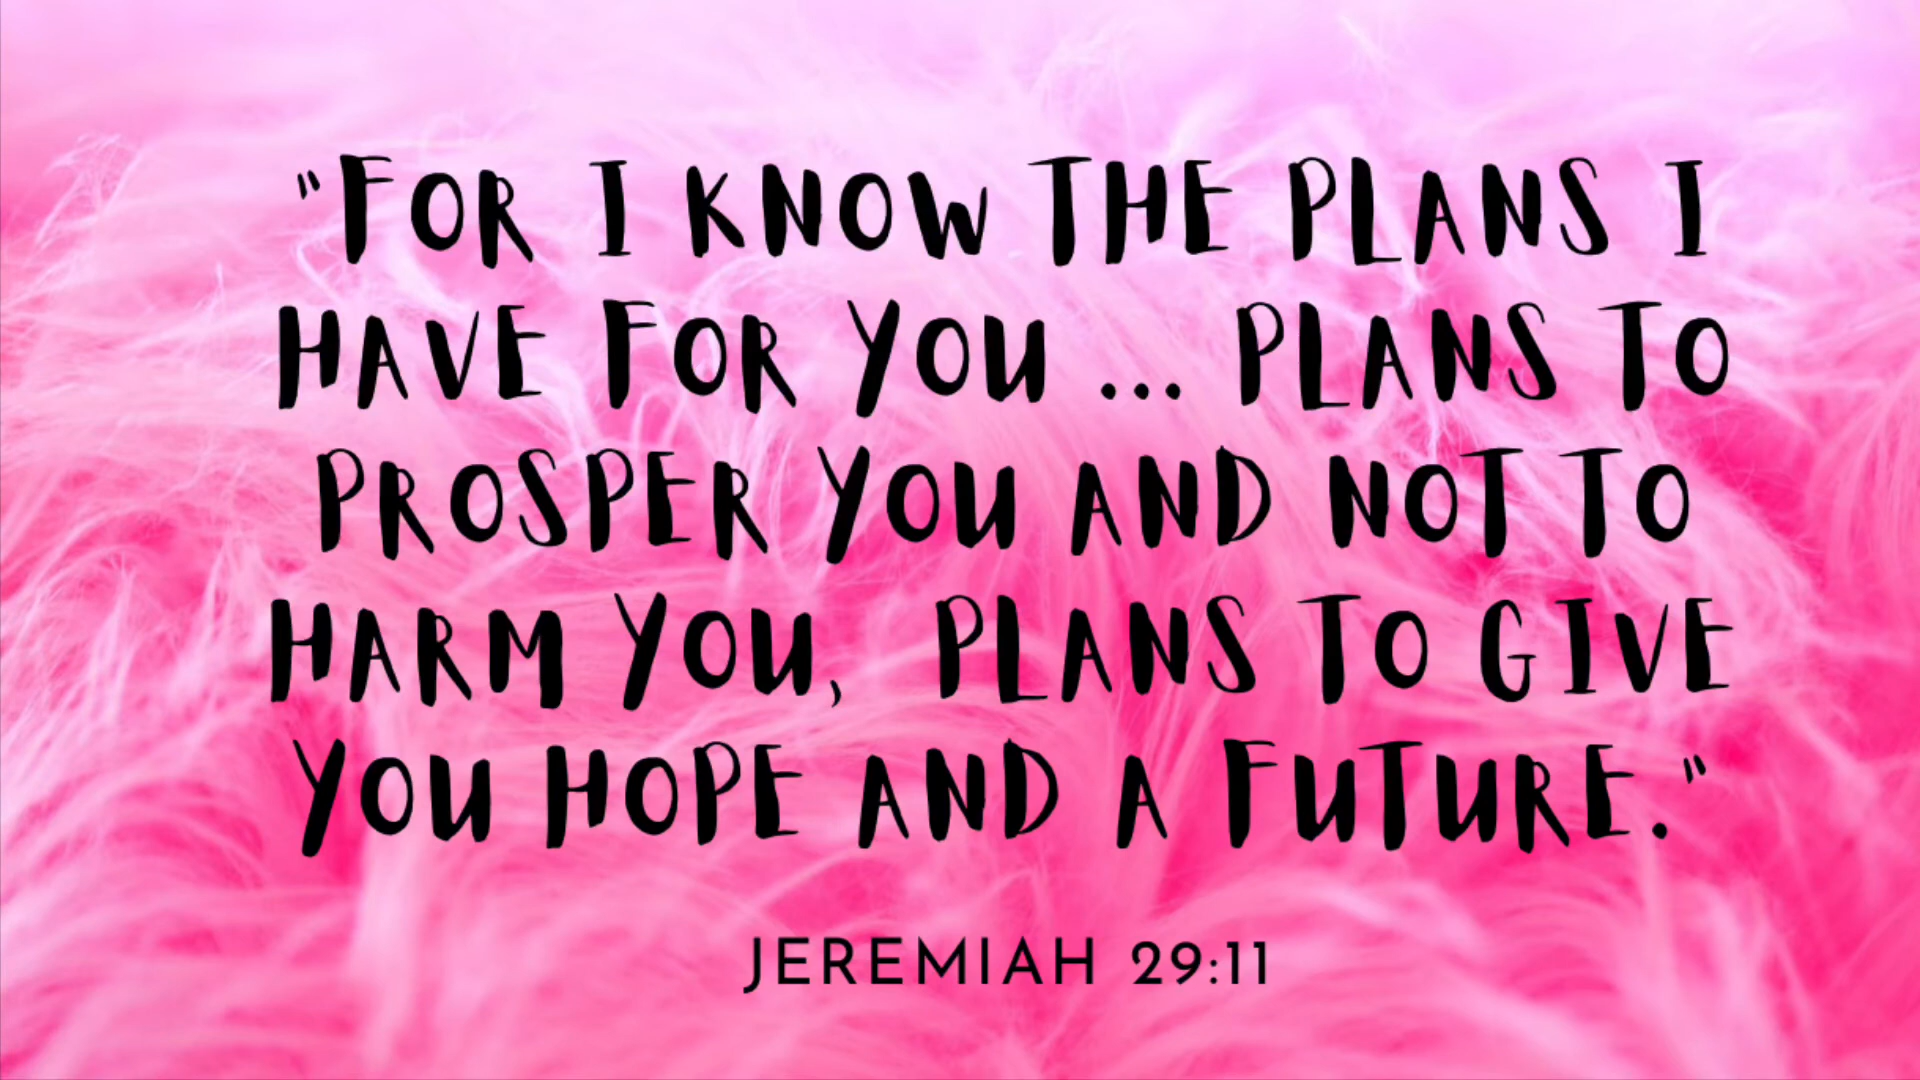 "FOR I KNOW THE PLANS I
HAVE FOR YOU ... PLANS TO
PROSPER YOU AND NOT TO
HARM YOU, PLANS TO GIVE
YOU HOPE AND A FUTURE."
JEREMIAH 29:11